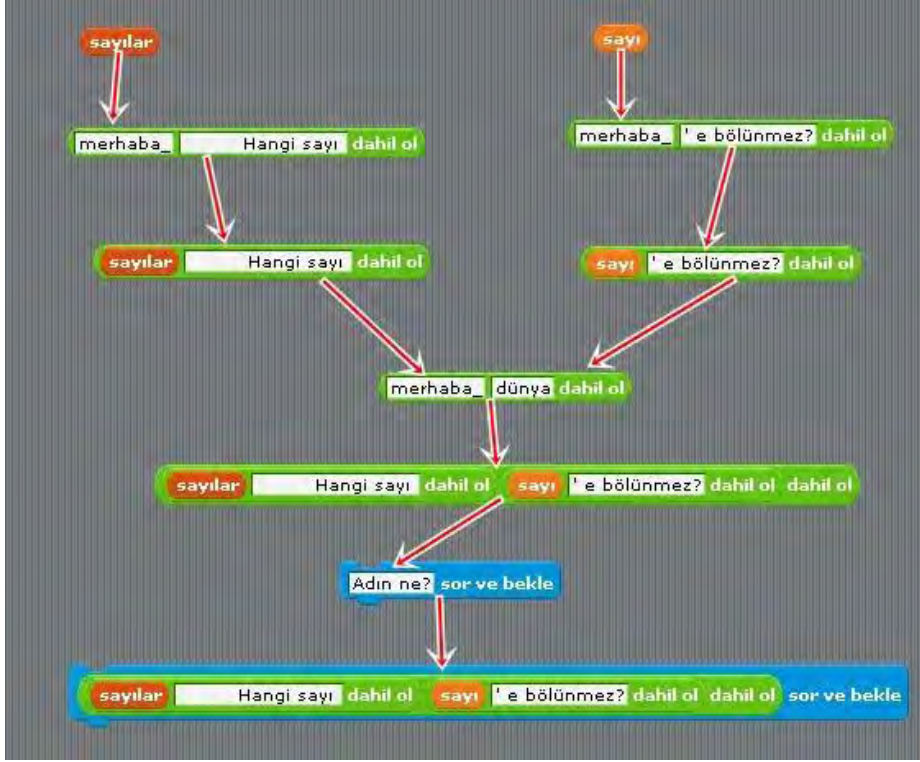 sayılar sayı
merhaba_ Hangi sayı dahil ol merhaba_ ' e bölünmez? dahil ol
sayılar Hangi sayı dahil ol sayı ' e bölünmez? dahil ol
merhaba_ dünya dahil ol
sayılar Hangi sayı dahil ol sayı ' e bölünmez? dahil ol dahil ol
Adın ne? sor ve bekle
sayılar Hangi sayı dahil ol sayı ' e bölünmez? dahil ol dahil ol sor ve bekle